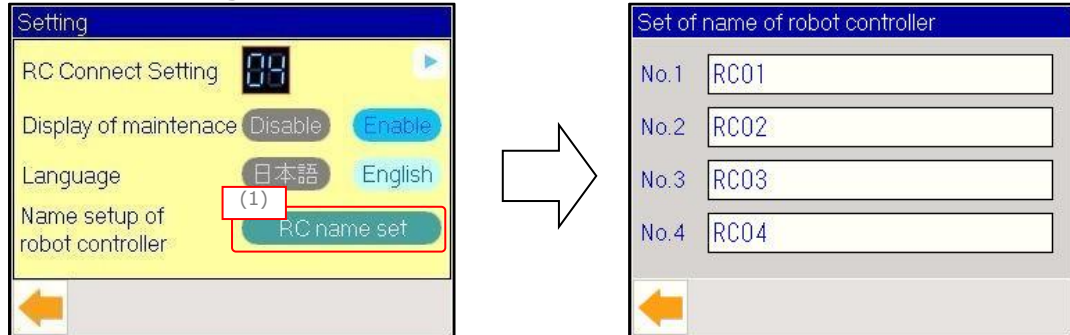 Setting
RC Connect Setting 04
Display of maintenace Disable Enable
Language 日本語 English
(1)
Name setup of
robot controller
RC name set
Set of name of robot controller
No.1 RC01
No.2 RC02
No.3 RC03
No.4 RC04